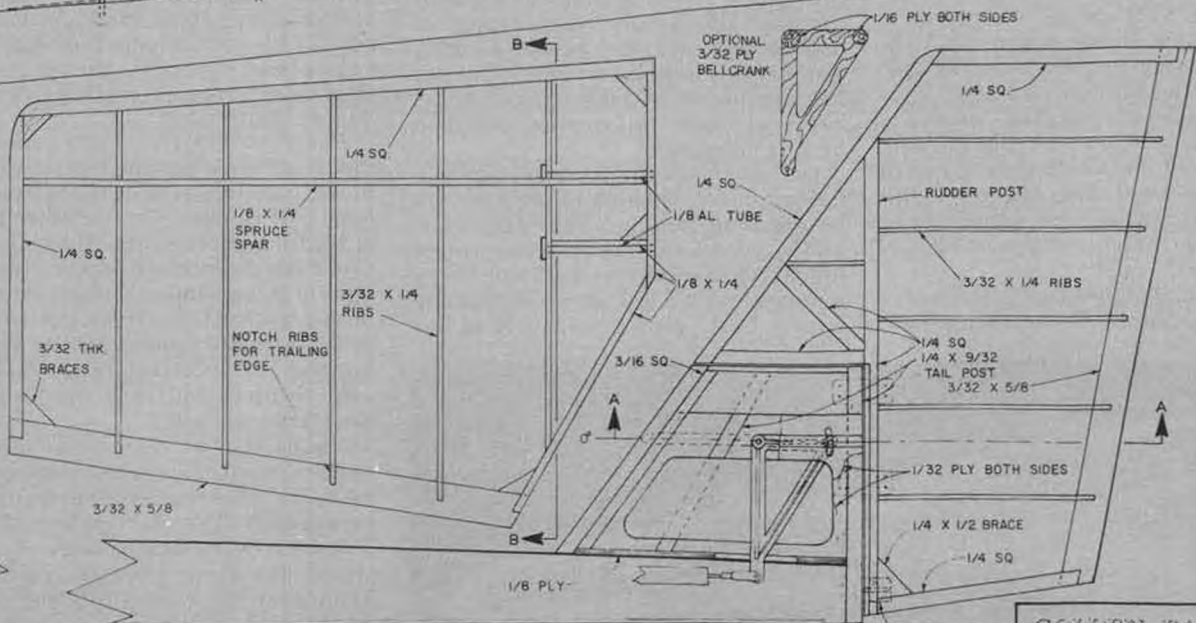 B
1/16 PLY BOTH SIDES
OPTIONAL
3/32 PLY
BELLCRANK
1/4 SQ.
1/4 SQ.
1/4 SQ.
RUDDER POST
1/8 X 1/4
SPRUCE
SPAR
1/8 AL. TUBE
1/4 SQ.
3/32 X 1/4 RIBS
1/8 X 1/4
3/32 X 1/4
RIBS
NOTCH RIBS
FOR TRAILING
EDGE
3/32 THK.
BRACES
1/4 SQ
3/16 SQ.
1/4 X 9/32
TAIL POST
3/32 X 5/8
A
A
0°
1/32 PLY BOTH SIDES
3/32 X 5/8
1/4 X 1/2 BRACE
B
1/4 SQ.
1/8 PLY